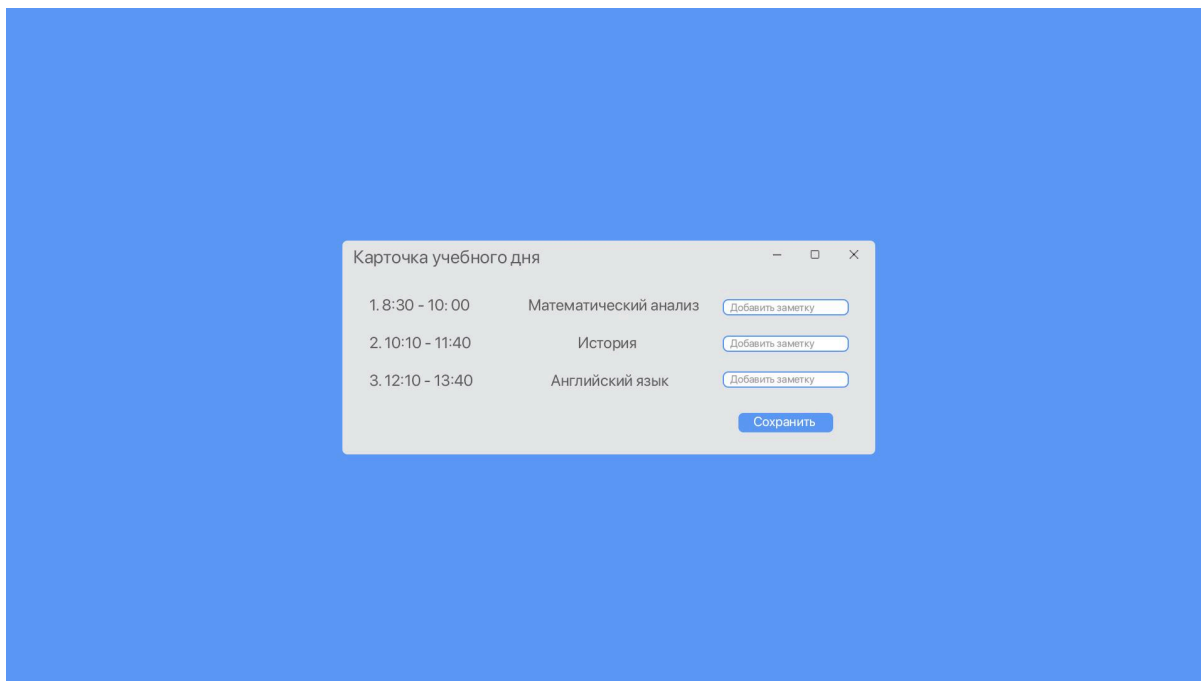 Карточка учебного дня
1. 8:30 - 10: 00 Математический анализ Добавить заметку
2. 10:10 - 11:40 История Добавить заметку
3. 12:10 - 13:40 Английский язык Добавить заметку
Сохранить